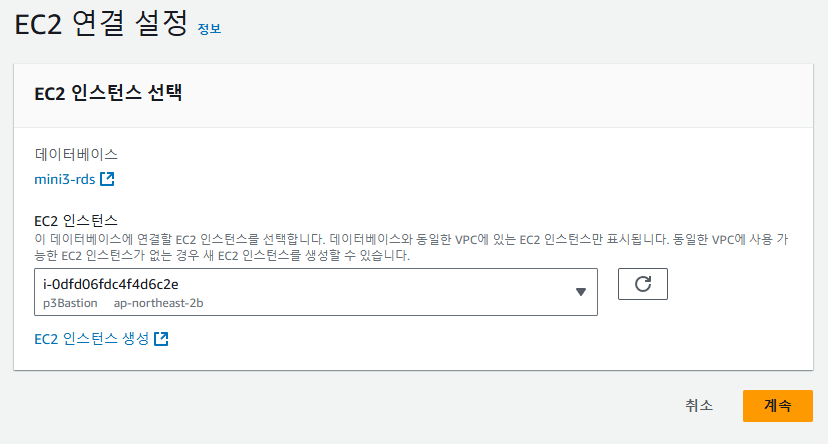 EC2 연결 설정 정보
EC2 인스턴스 선택
데이터베이스
mini3-rds
EC2 인스턴스
이 데이터베이스에 연결할 EC2 인스턴스를 선택합니다. 데이터베이스와 동일한 VPC에 있는 EC2 인스턴스만 표시됩니다. 동일한 VPC에 사용 가
능한 EC2 인스턴스가 없는 경우 새 EC2 인스턴스를 생성할 수 있습니다.
i-0dfd06fdc4f4d6c2e
p3Bastion ap-northeast-2b
EC2 인스턴스 생성
취소 계속